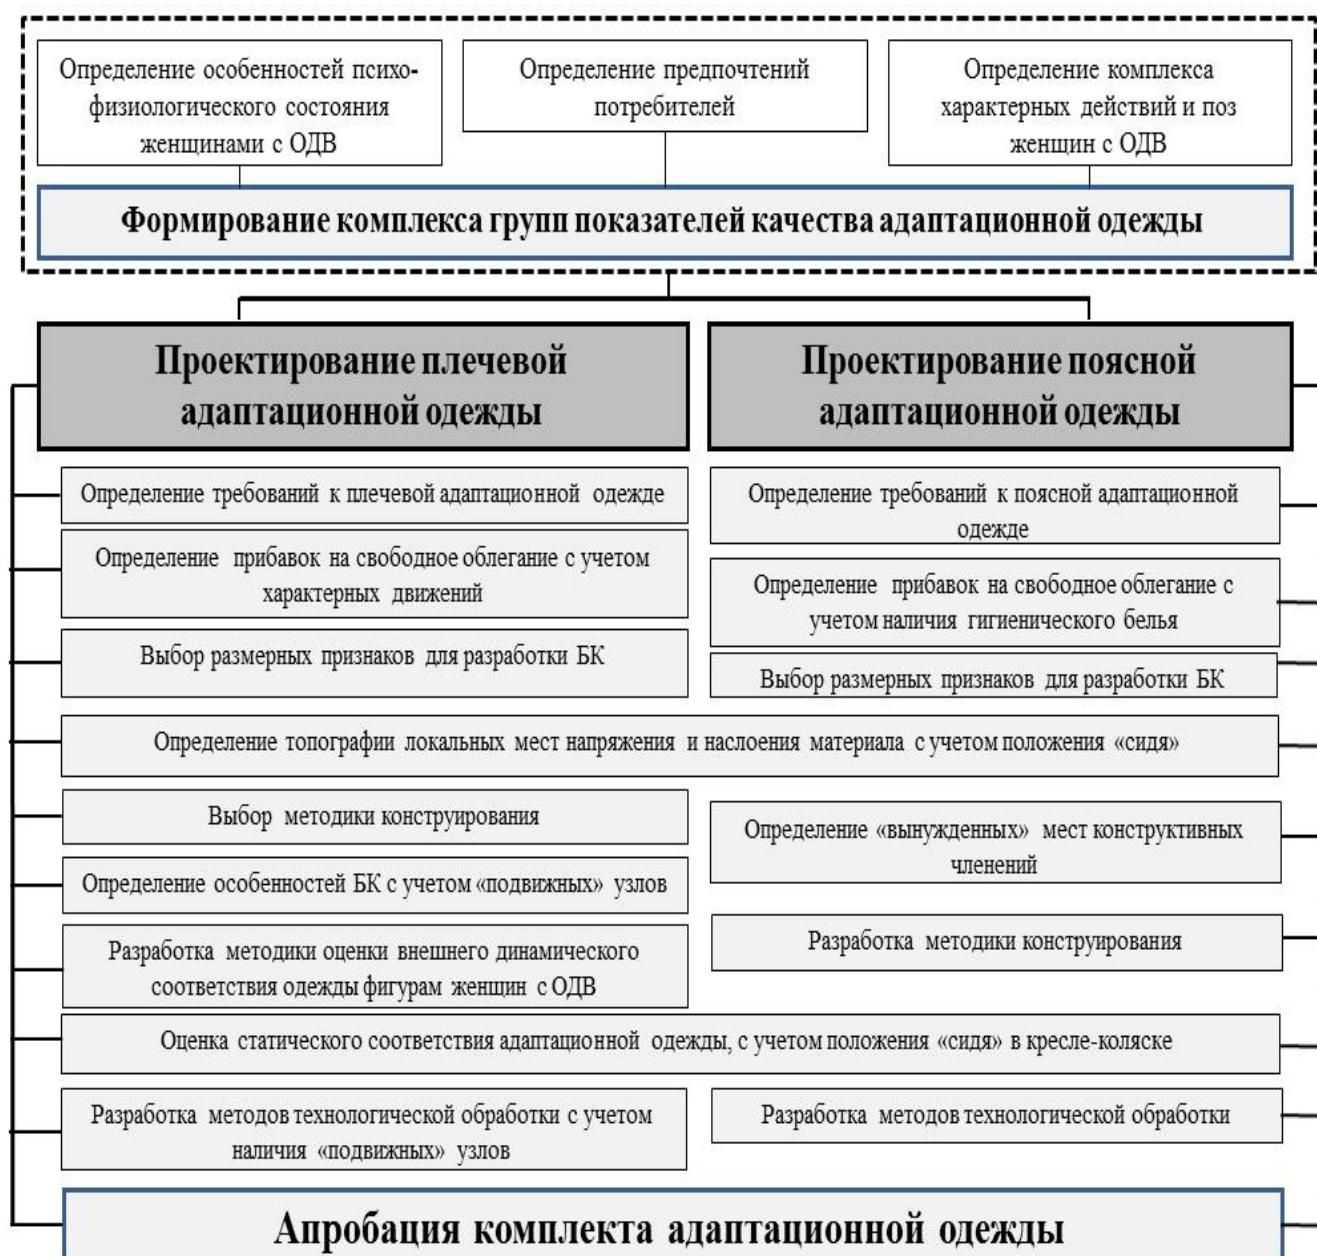 Определение особенностей психо-
физиологического состояния
женщинами с ОДВ
Определение предпочтений
потребителей
Определение комплекса
характерных действий и поз
женщин с ОДВ
Формирование комплекса групп показателей качества адаптационной одежды
Проектирование плечевой
адаптационной одежды
Проектирование поясной
адаптационной одежды
Определение требований к плечевой адаптационной одежде
Определение прибавок на свободное облегание с учетом
характерных движений
Выбор размерных признаков для разработки БК
Определение требований к поясной адаптационной
одежде
Определение прибавок на свободное облегание с
учетом наличия гигиенического белья
Выбор размерных признаков для разработки БК
Определение топографии локальных мест напряжения и наслоения материала с учетом положения «сидя»
Выбор методики конструирования
Определение особенностей БК с учетом «подвижных» узлов
Разработка методики оценки внешнего динамического
соответствия одежды фигурам женщин с ОДВ
Определение «вынужденных» мест конструктивных
членений
Разработка методики конструирования
Оценка статического соответствия адаптационной одежды, с учетом положения «сидя» в кресле-коляске
Разработка методов технологической обработки с учетом
наличия «подвижных» узлов
Разработка методов технологической обработки
Апробация комплекта адаптационной одежды